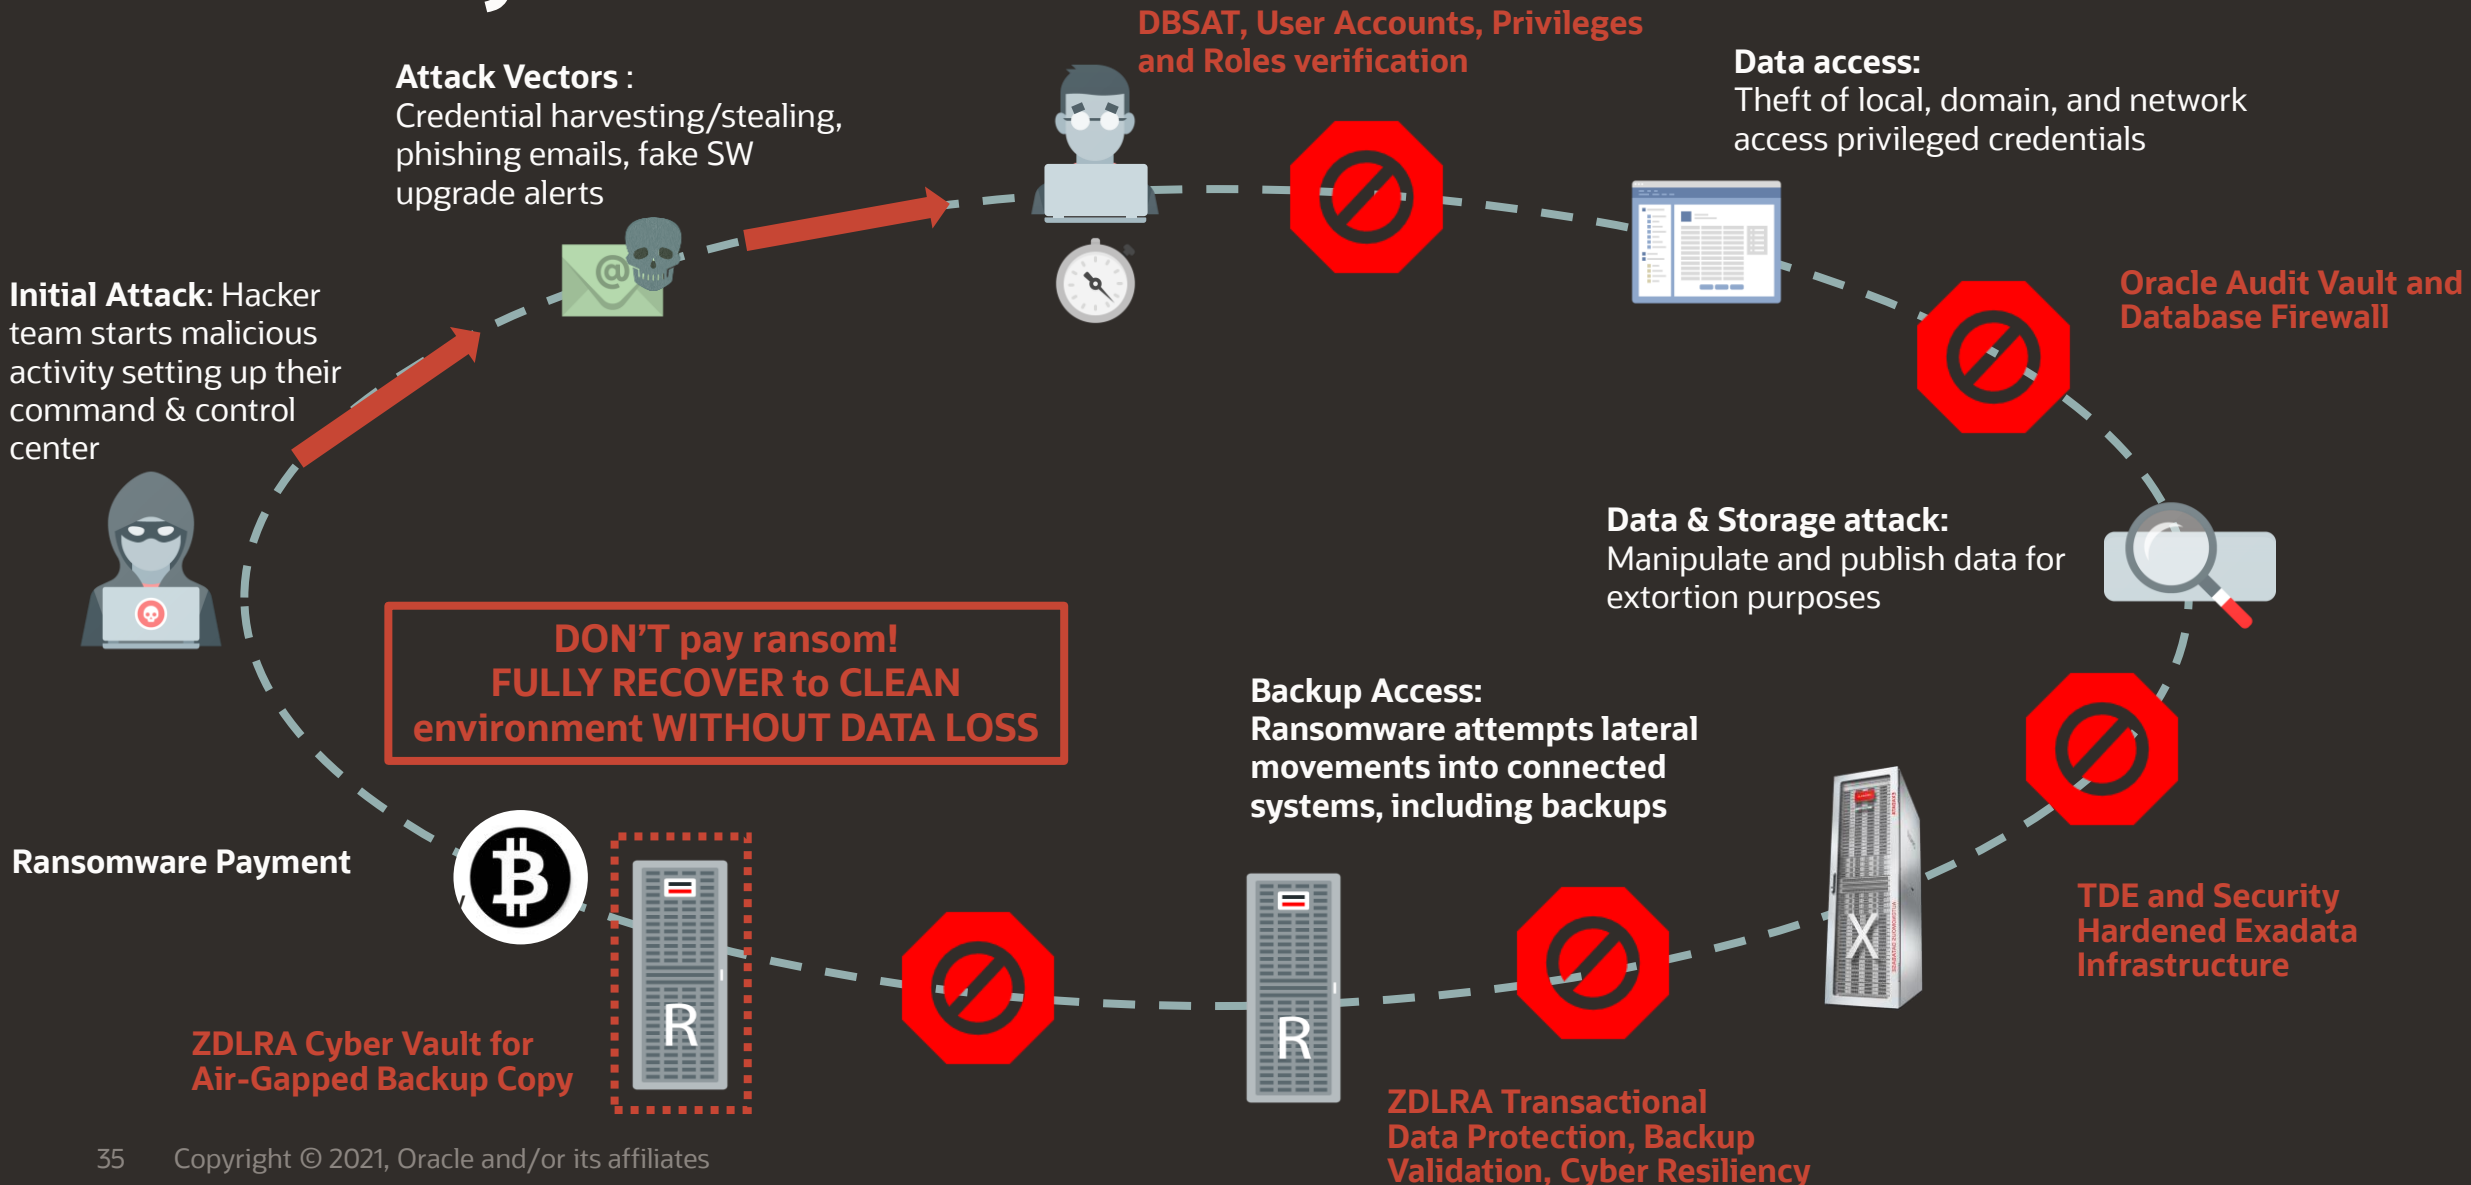 DBSAT, User Accounts, Privileges
and Roles verification
Attack Vectors :
Credential harvesting/stealing,
phishing emails, fake SW
upgrade alerts
Data access:
Theft of local, domain, and network
access privileged credentials
Initial Attack: Hacker
team starts malicious
activity setting up their
command & control
center
Oracle Audit Vault and
Database Firewall
Data & Storage attack:
Manipulate and publish data for
extortion purposes
DON'T pay ransom!
FULLY RECOVER to CLEAN
environment WITHOUT DATA LOSS
Backup Access:
Ransomware attempts lateral
movements into connected
systems, including backups
Ransomware Payment
TDE and Security
Hardened Exadata
Infrastructure
X
R
R
ZDLRA Cyber Vault for
Air-Gapped Backup Copy
ZDLRA Transactional
Data Protection, Backup
Validation, Cyber Resiliency
35 Copyright © 2021, Oracle and/or its affiliates